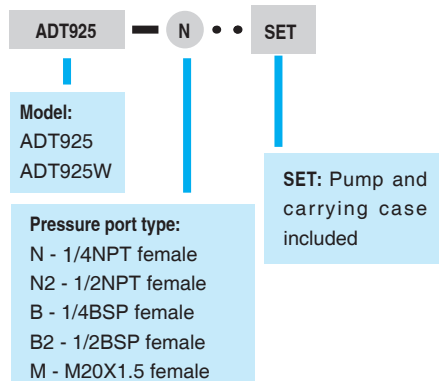 ADT925 — N • • SET
Model:
ADT925
ADT925W
SET: Pump and
carrying case
included
Pressure port type:
N - 1/4NPT female
N2 - 1/2NPT female
B - 1/4BSP female
B2 - 1/2BSP female
M - M20X1.5 female